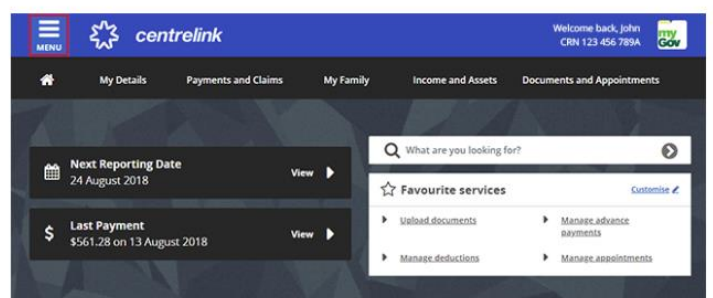 MENU
centrelink
Welcome back, John
CRN 123 456 789A
my
Gov
My Details
Payments and Claims
My Family
Income and Assets
Documents and Appointments
Next Reporting Date
24 August 2018
View
Last Payment
$ $561.28 on 13 August 2018
View
What are you looking for?
Favourite services
Customise
Upload documents
Manage advance
payments
Manage deductions
Manage appointments